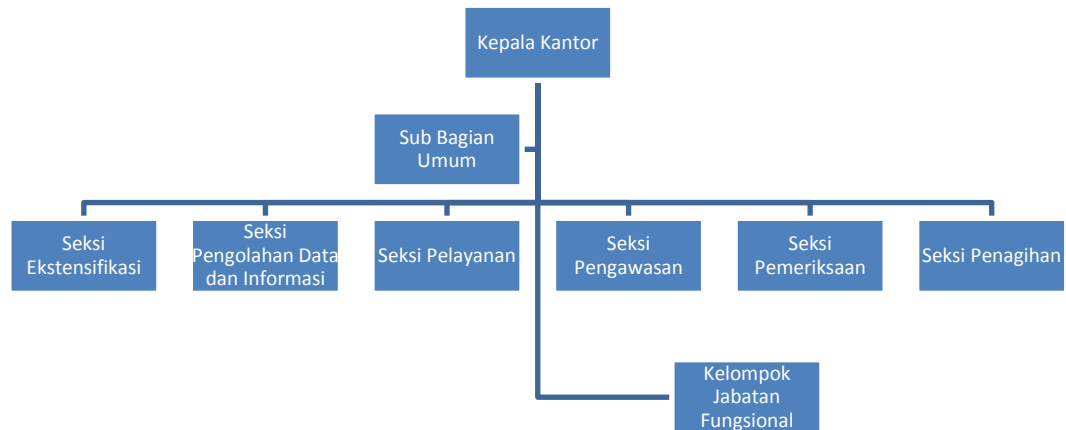 Kepala Kantor
Sub Bagian
Umum
Seksi
Ekstensifikasi
Seksi
Pengolahan Data
dan Informasi
Seksi Pelayanan
Seksi
Pengawasan
Seksi
Pemeriksaan
Seksi Penagihan
Kelompok
Jabatan
Fungsional